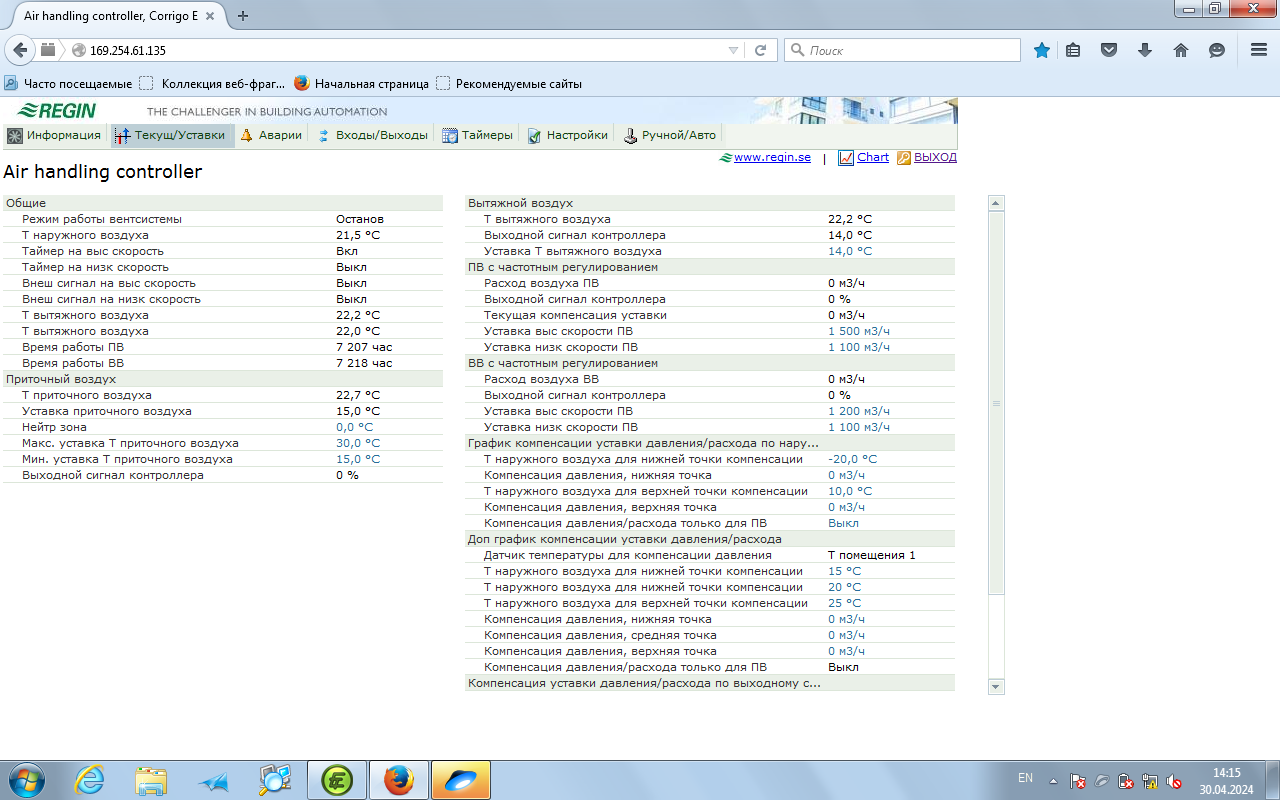 Air handling controller, Corrigo E
169.254.61.135
Поиск
Часто посещаемые
Коллекция веб-фраг...
Начальная страница
Рекомендуемые сайты
REGIN
THE CHALLENGER IN BUILDING AUTOMATION
Информация
Текущ/Уставки
Аварии
Входы/Выходы
Таймеры
Настройки
Ручной/Авто
www.regin.se | Chart ВЫХОД
Air handling controller
Общие
Режим работы вентсистемы Останов
Т наружного воздуха 21,5 °C
Таймер на выс скорость Вкл
Таймер на низк скорость Выкл
Внеш сигнал на выс скорость Выкл
Внеш сигнал на низк скорость Выкл
Т вытяжного воздуха 22,2 °C
Т вытяжного воздуха 22,0 °C
Время работы ПВ 7 207 час
Время работы ВВ 7 218 час
Приточный воздух
Т приточного воздуха 22,7 °C
Уставка приточного воздуха 15,0 °C
Нейтр зона 0,0 °C
Макс. уставка Т приточного воздуха 30,0 °C
Мин. уставка Т приточного воздуха 15,0 °C
Выходной сигнал контроллера 0 %
Вытяжной воздух
Т вытяжного воздуха 22,2 °C
Выходной сигнал контроллера 14,0 °C
Уставка Т вытяжного воздуха 14,0 °C
ПВ с частотным регулированием
Расход воздуха ПВ 0 м3/ч
Выходной сигнал контроллера 0 %
Текущая компенсация уставки 0 м3/ч
Уставка выс скорости ПВ 1 500 м3/ч
Уставка низк скорости ПВ 1 100 м3/ч
ВВ с частотным регулированием
Расход воздуха ВВ 0 м3/ч
Выходной сигнал контроллера 0 %
Уставка выс скорости ПВ 1 200 м3/ч
Уставка низк скорости ПВ 1 100 м3/ч
График компенсации уставки давления/расхода по нару...
Т наружного воздуха для нижней точки компенсации -20,0 °C
Компенсация давления, нижняя точка 0 м3/ч
Т наружного воздуха для верхней точки компенсации 10,0 °C
Компенсация давления, верхняя точка 0 м3/ч
Компенсация давления/расхода только для ПВ Выкл
Доп график компенсации уставки давления/расхода
Датчик температуры для компенсации давления Т помещения 1
Т наружного воздуха для нижней точки компенсации 15 °C
Т наружного воздуха для нижней точки компенсации 20 °C
Т наружного воздуха для верхней точки компенсации 25 °C
Компенсация давления, нижняя точка 0 м3/ч
Компенсация давления, средняя точка 0 м3/ч
Компенсация давления, верхняя точка 0 м3/ч
Компенсация давления/расхода только для ПВ Выкл
Компенсация уставки давления/расхода по выходному с...
EN
14:15
30.04.2024